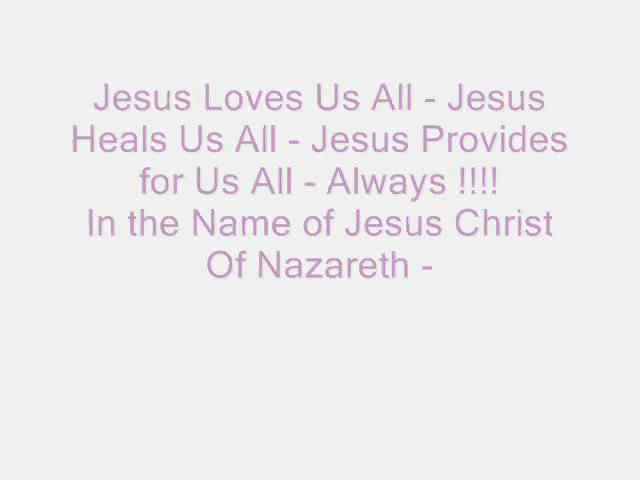 Jesus Loves Us All - Jesus
Heals Us All - Jesus Provides
for Us All - Always !!!!
In the Name of Jesus Christ
Of Nazareth -